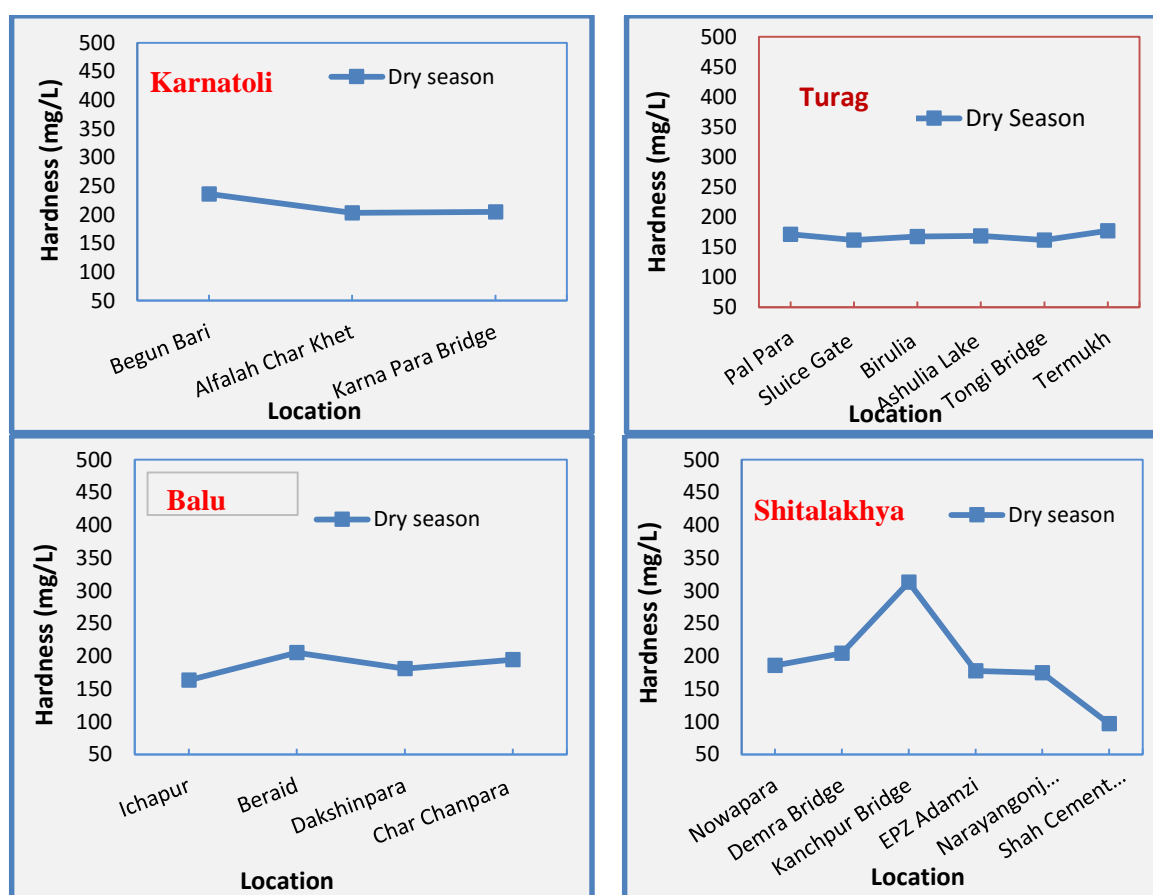 Karnatoli
Dry season
Hardness (mg/L)
500
450
400
350
300
250
200
150
100
50
Begun Bari
Alfalah Char Khet
Karna Para Bridge
Location
Turag
Dry Season
Hardness (mg/L)
500
450
400
350
300
250
200
150
100
50
Pal Para
Sluice Gate
Birulia
Ashulia Lake
Tongi Bridge
Termukh
Location
Balu
Dry season
Hardness (mg/L)
500
450
400
350
300
250
200
150
100
50
Ichapur
Beraid
Dakshinpara
Char Chanpara
Location
Shitalakhya
Dry season
Hardness (mg/L)
500
450
400
350
300
250
200
150
100
50
Nowapara
Demra Bridge
Kanchpur Bridge
EPZ Adamzi
Narayangonj...
Shah Cement...
Location